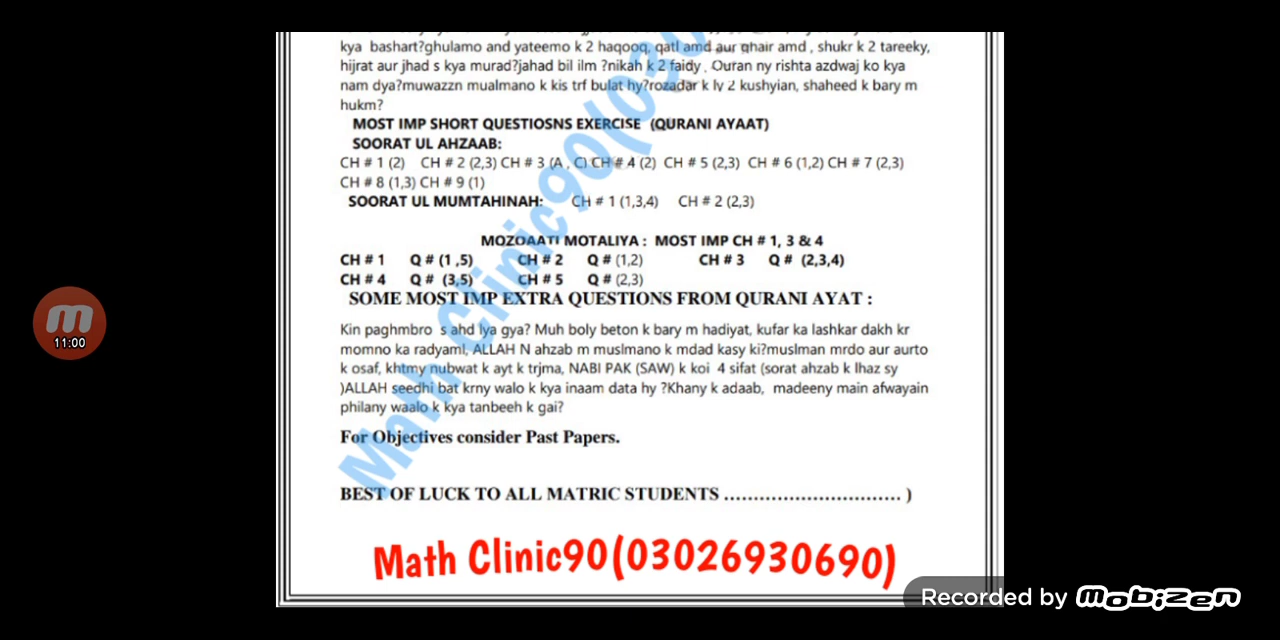 kya bashart?ghulamo and yateemo k 2 haqooq, qatl amd aur ghair amd , shukr k 2 tareeky,
hijrat aur jhad s kya murad?jahad bil ilm ?nikah k 2 faidy , Quran ny rishta azdwaj ko kya
nam dya?muwazzn mualmano k kis trf bulat hy?rozadar k ly 2 kushyian, shaheed k bary m
hukm?
MOST IMP SHORT QUESTIOSNS EXERCISE (QURANI AYAAT)
SOORAT UL AHZAAB:
CH # 1 (2) CH # 2 (2,3) CH # 3 (A , C) CH # 4 (2) CH # 5 (2,3) CH # 6 (1,2) CH # 7 (2,3)
CH # 8 (1,3) CH # 9 (1)
SOORAT UL MUMTAHINAH: CH # 1 (1,3,4) CH # 2 (2,3)
MOZOAATI MOTALIYA : MOST IMP CH # 1, 3 & 4
CH # 1 Q # (1 ,5) CH # 2 Q # (1,2) CH # 3 Q # (2,3,4)
CH # 4 Q # (3,5) CH # 5 Q # (2,3)
SOME MOST IMP EXTRA QUESTIONS FROM QURANI AYAT :
Kin paghmbro s ahd lya gya? Muh boly beton k bary m hadiyat, kufar ka lashkar dakh kr
momno ka radyaml, ALLAH N ahzab m muslmano k mdad kasy ki?muslman mrdo aur aurto
k osaf, khtmy nubwat k ayt k trjma, NABI PAK (SAW) k koi 4 sifat (sorat ahzab k lhaz sy
)ALLAH seedhi bat krny walo k kya inaam data hy ?Khany k adaab, madeeny main afwayain
philany waalo k kya tanbeeh k gai?
For Objectives consider Past Papers.
BEST OF LUCK TO ALL MATRIC STUDENTS .............................. )
Math Clinic90(03026930690)
Math Clinic90(030
11:00
Recorded by mobizen